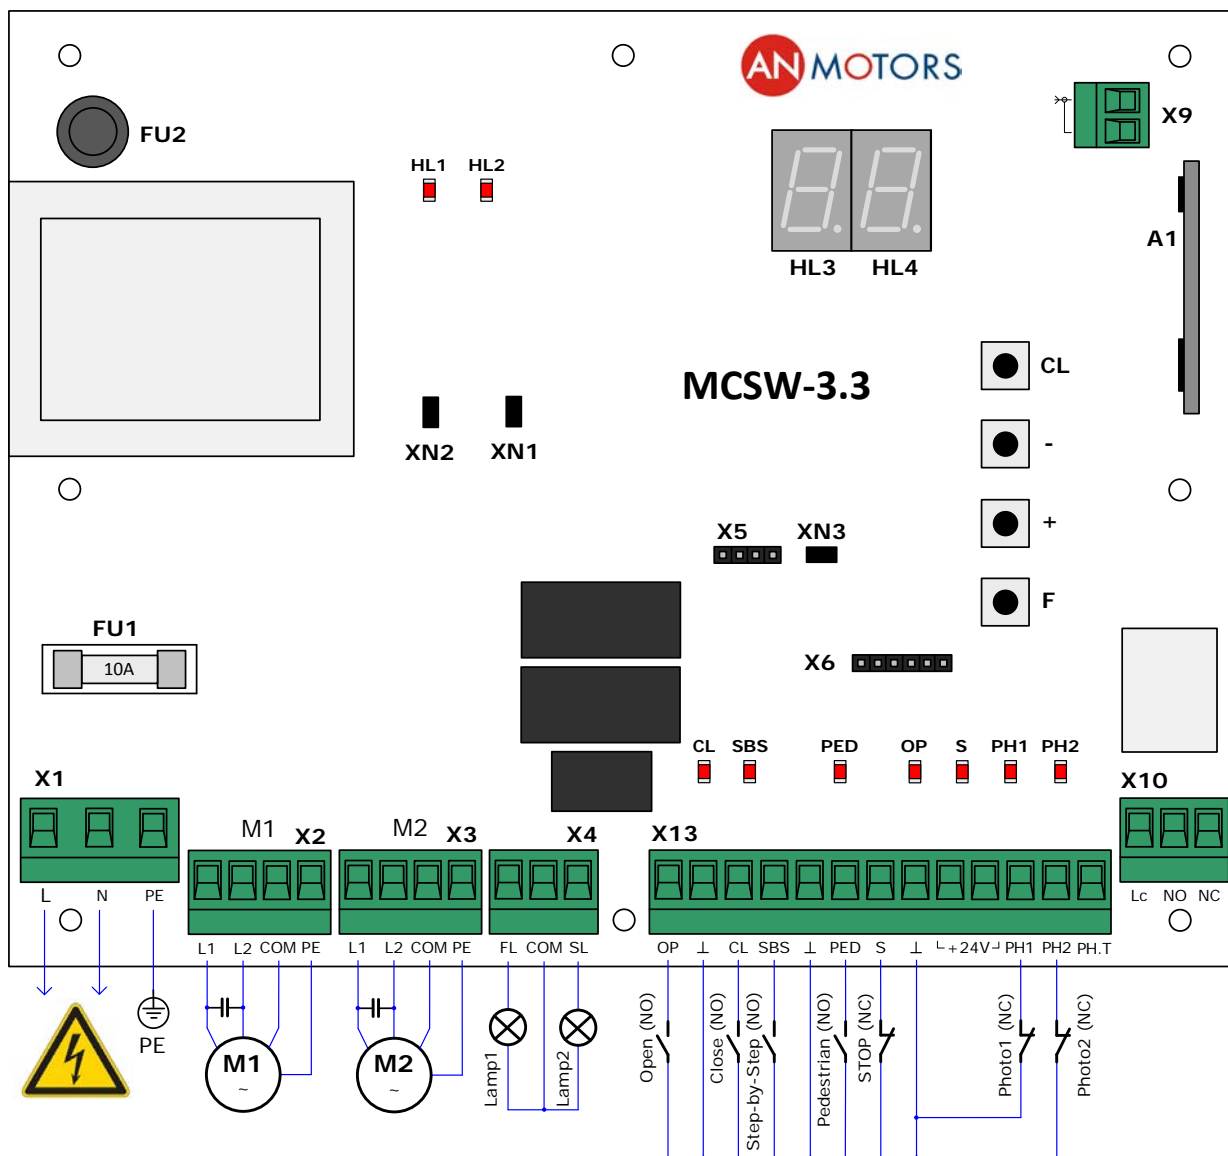 AN MOTORS
FU2
X9
HL1 HL2
A1
HL3 HL4
MCSW-3.3
CL
-
XN2 XN1
+
X5 XN3
F
FU1
10A
X6
CL SBS PED OP S PH1 PH2
X1
X10
M1 X2 M2 X3 X4 X13
L N PE
Lc NO NC
L1 L2 COM PE L1 L2 COM PE FL COM SL OP ⊥ CL SBS ⊥ PED S ⊥ └+24V┘ PH1 PH2 PH.T
PE
M1
~
M2
~
Lamp1
Lamp2
Open (NO)
Close (NO)
Step-by-Step (NO)
Pedestrian (NO)
STOP (NC)
Photo1 (NC)
Photo2 (NC)